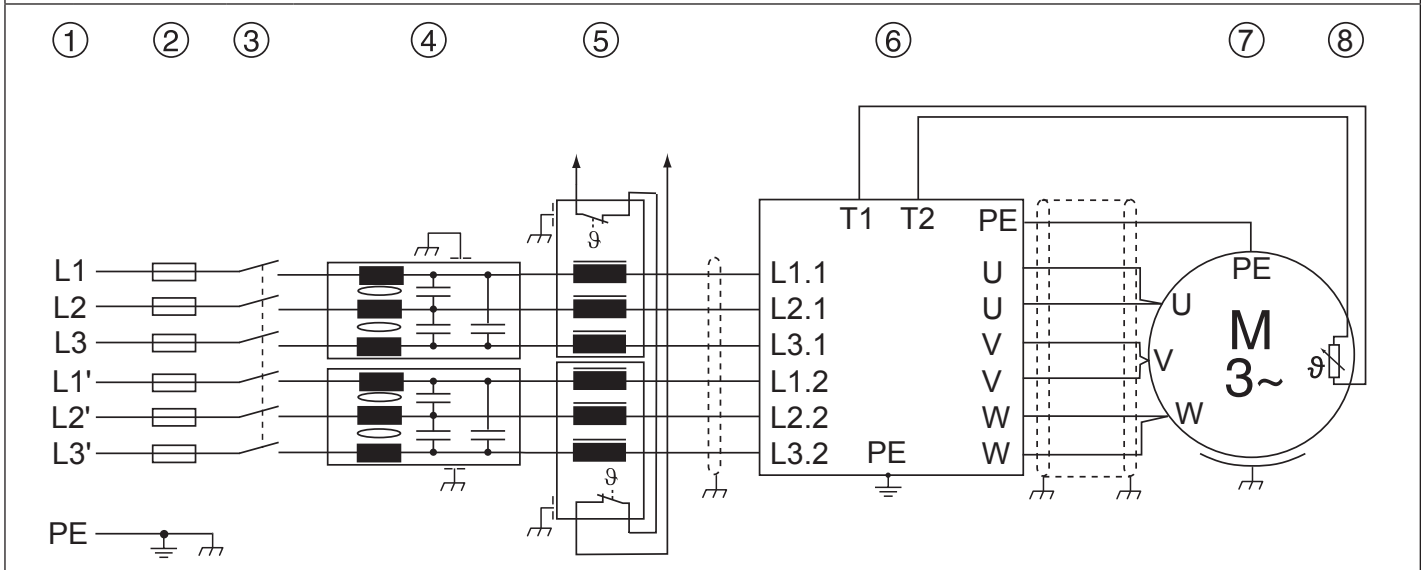 ① ② ③ ④ ⑤ ⑥ ⑦ ⑧
T1 T2 PE
ϑ
L1 L1.1 U PE
L2 L2.1 U U
L3 L3.1 V M
V 3~ ϑ
L1' L1.2 V
L2' L2.2 W W
L3' L3.2 PE W
ϑ
PE